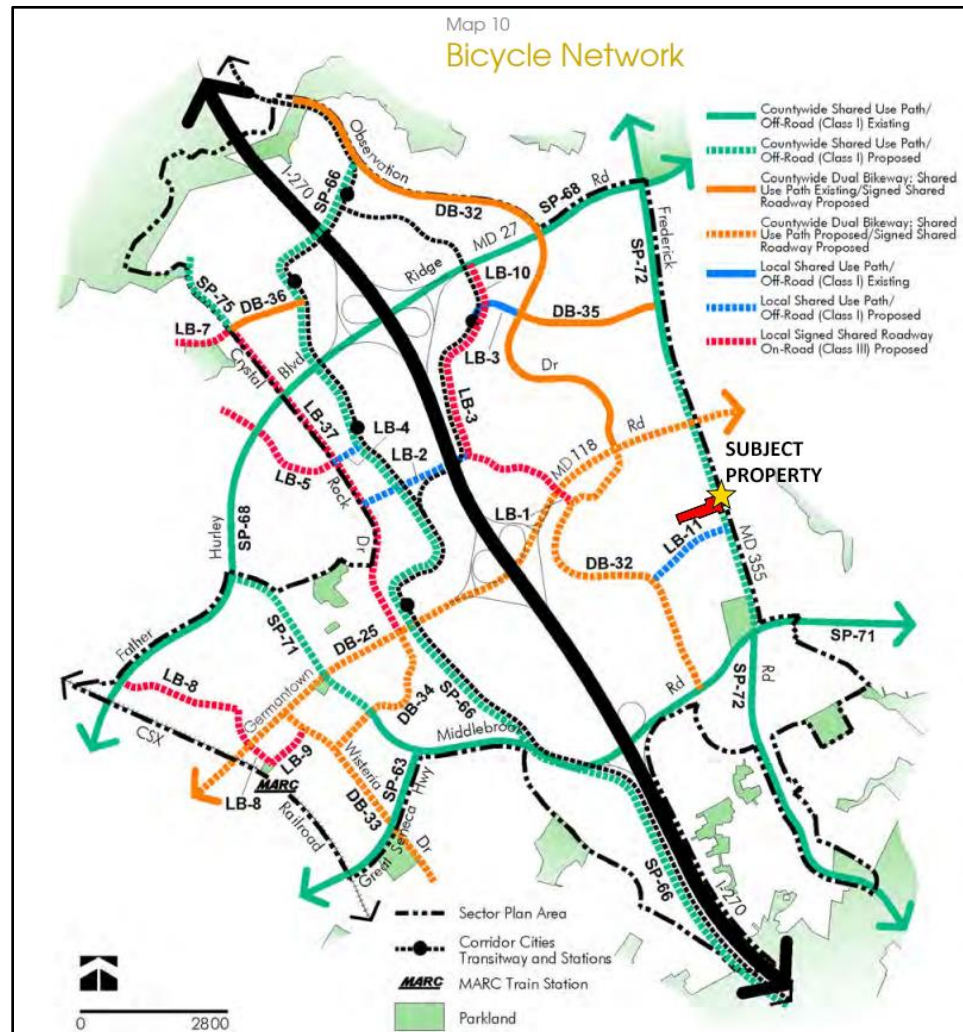 Map 10
Bicycle Network
Countywide Shared Use Path/
Off-Road (Class I) Existing
Countywide Shared Use Path/
Off-Road (Class I) Proposed
Countywide Dual Bikeway: Shared
Use Path Existing/Signed Shared
Roadway Proposed
Countywide Dual Bikeway: Shared
Use Path Proposed/Signed Shared
Roadway Proposed
Local Shared Use Path/
Off-Road (Class I) Existing
Local Shared Use Path/
Off-Road (Class I) Proposed
Local Signed Shared Roadway
On-Road (Class III) Proposed
Observation
I-270
SP-66
DB-32
SP-68
Rd
MD 27
Ridge
Frederick
SP-72
SP-75
DB-36
LB-10
LB-7
LB-3
DB-35
Crystal
Blvd
Dr
LB-37
LB-4
LB-3
Rd
LB-2
MD 118
SUBJECT
PROPERTY
LB-5
Rock
LB-1
Hurley
SP-68
Dr
LB-11
MD 355
DB-32
SP-71
DB-25
SP-71
Father
LB-8
Germantown
DB-34
SP-66
Rd
SP-72
Rd
Middlebrook
CSX
LB-9
Wisteria
SP-63
Hwy
MARC
LB-8
Railroad
DB-33
Seneca
Dr
Great
SP-66
I-270
Sector Plan Area
Corridor Cities
Transitway and Stations
MARC MARC Train Station
Parkland
0 2800